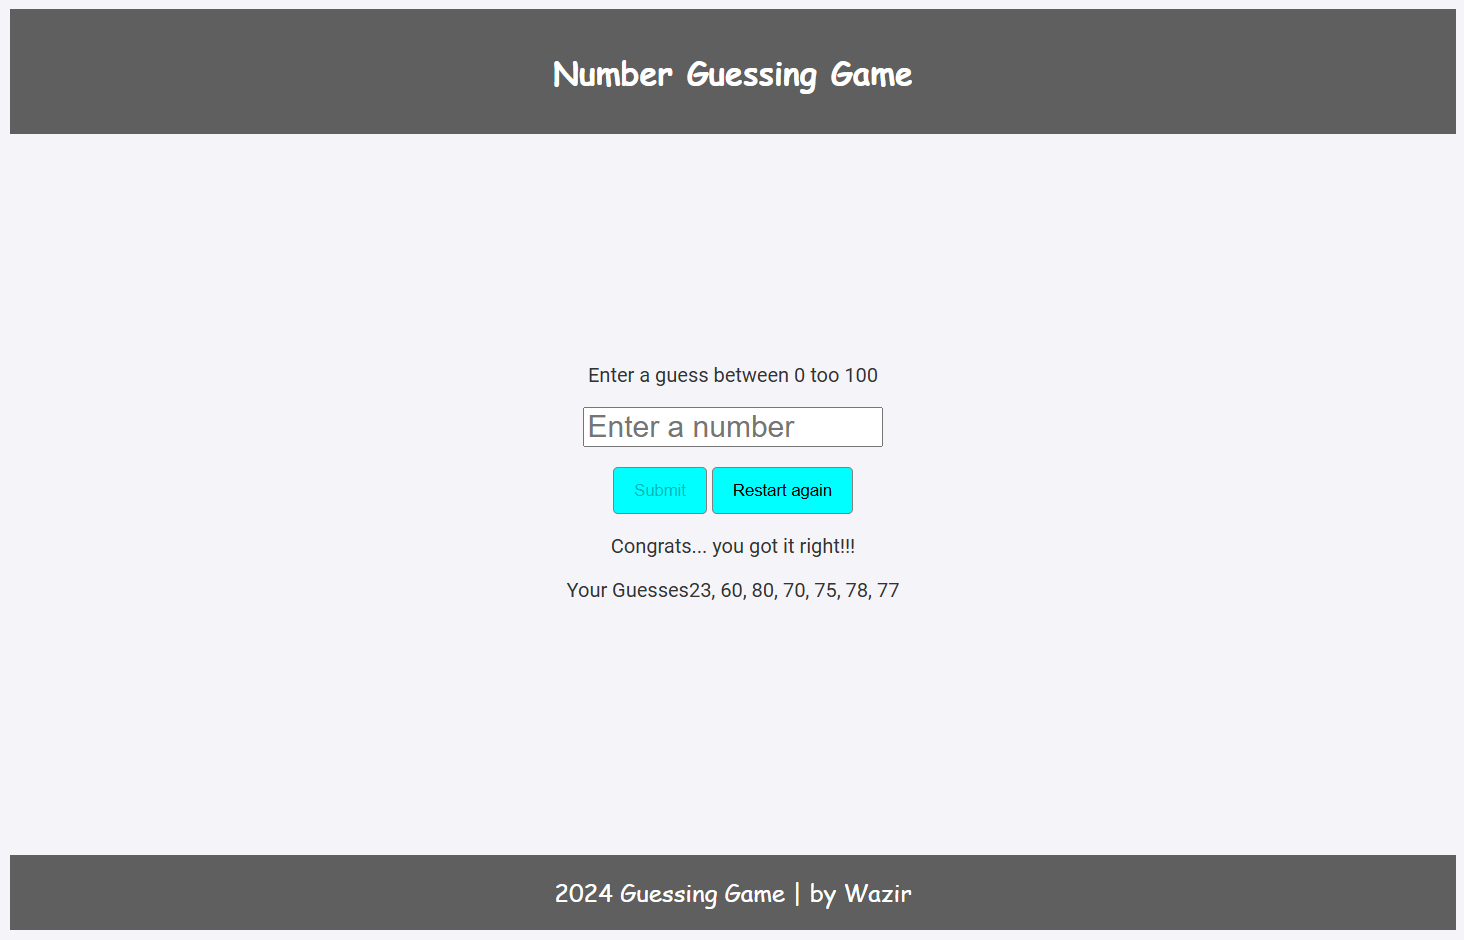 Number Guessing Game
Enter a guess between 0 too 100
Enter a number
Submit Restart again
Congrats... you got it right!!!
Your Guesses23, 60, 80, 70, 75, 78, 77
2024 Guessing Game | by Wazir